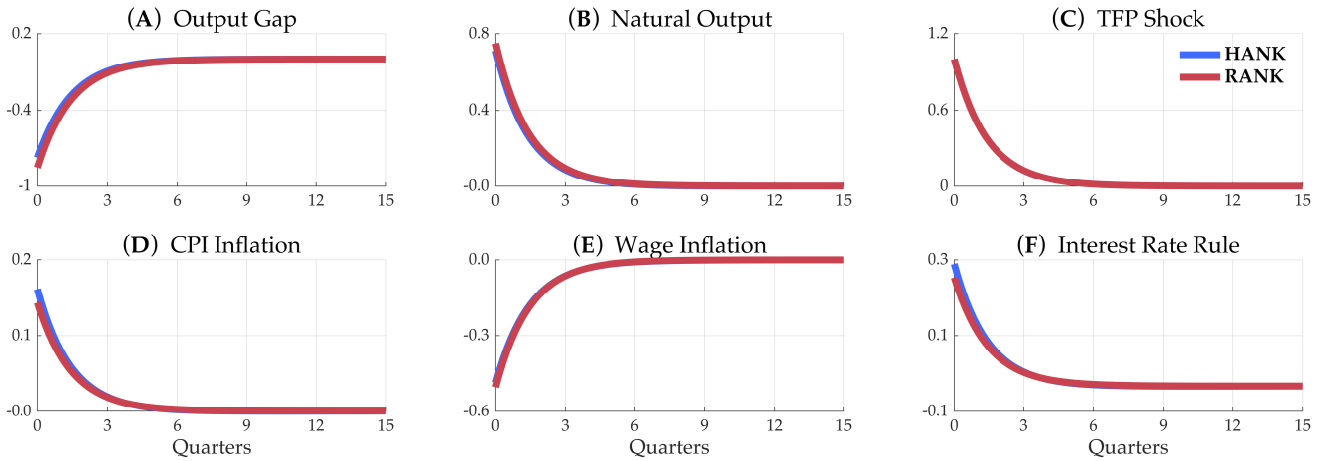 (A) Output Gap
0.2
-0.4
-1
0 3 6 9 12 15
(B) Natural Output
0.8
0.4
-0.0
0 3 6 9 12 15
(C) TFP Shock
1.2
0.6
0
0 3 6 9 12 15
HANK
RANK
(D) CPI Inflation
0.2
0.1
-0.0
0 3 6 9 12 15
Quarters
(E) Wage Inflation
0.0
-0.3
-0.6
0 3 6 9 12 15
Quarters
(F) Interest Rate Rule
0.3
0.1
-0.1
0 3 6 9 12 15
Quarters